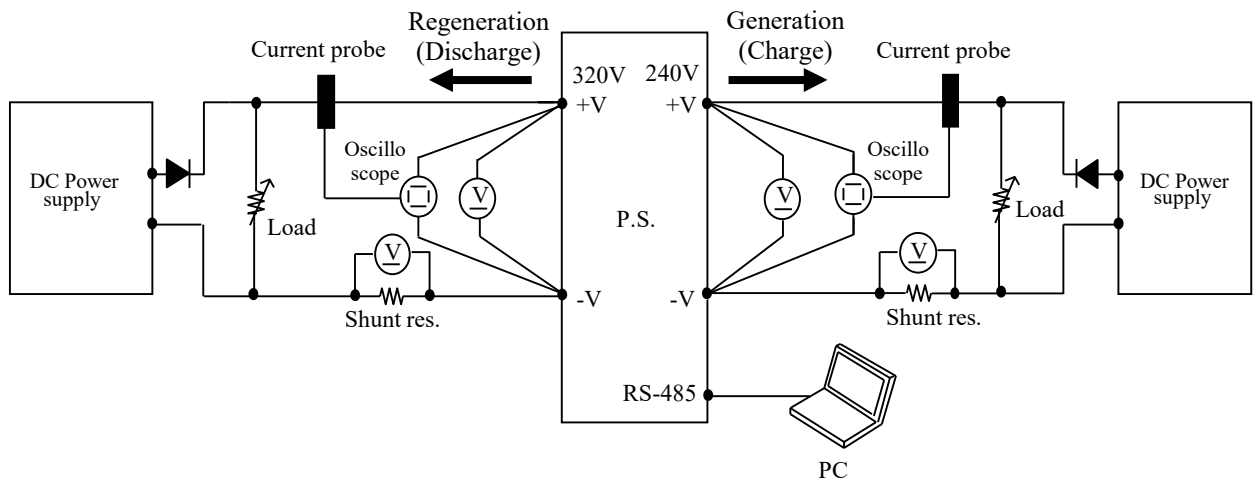 Regeneration
(Discharge)
Generation
(Charge)
Current probe
Current probe
320V 240V
+V +V
DC Power
supply
Oscillo
scope
V
Load
P.S.
V
Oscillo
scope
Load
DC Power
supply
V
Shunt res.
-V -V
V
Shunt res.
RS-485
PC